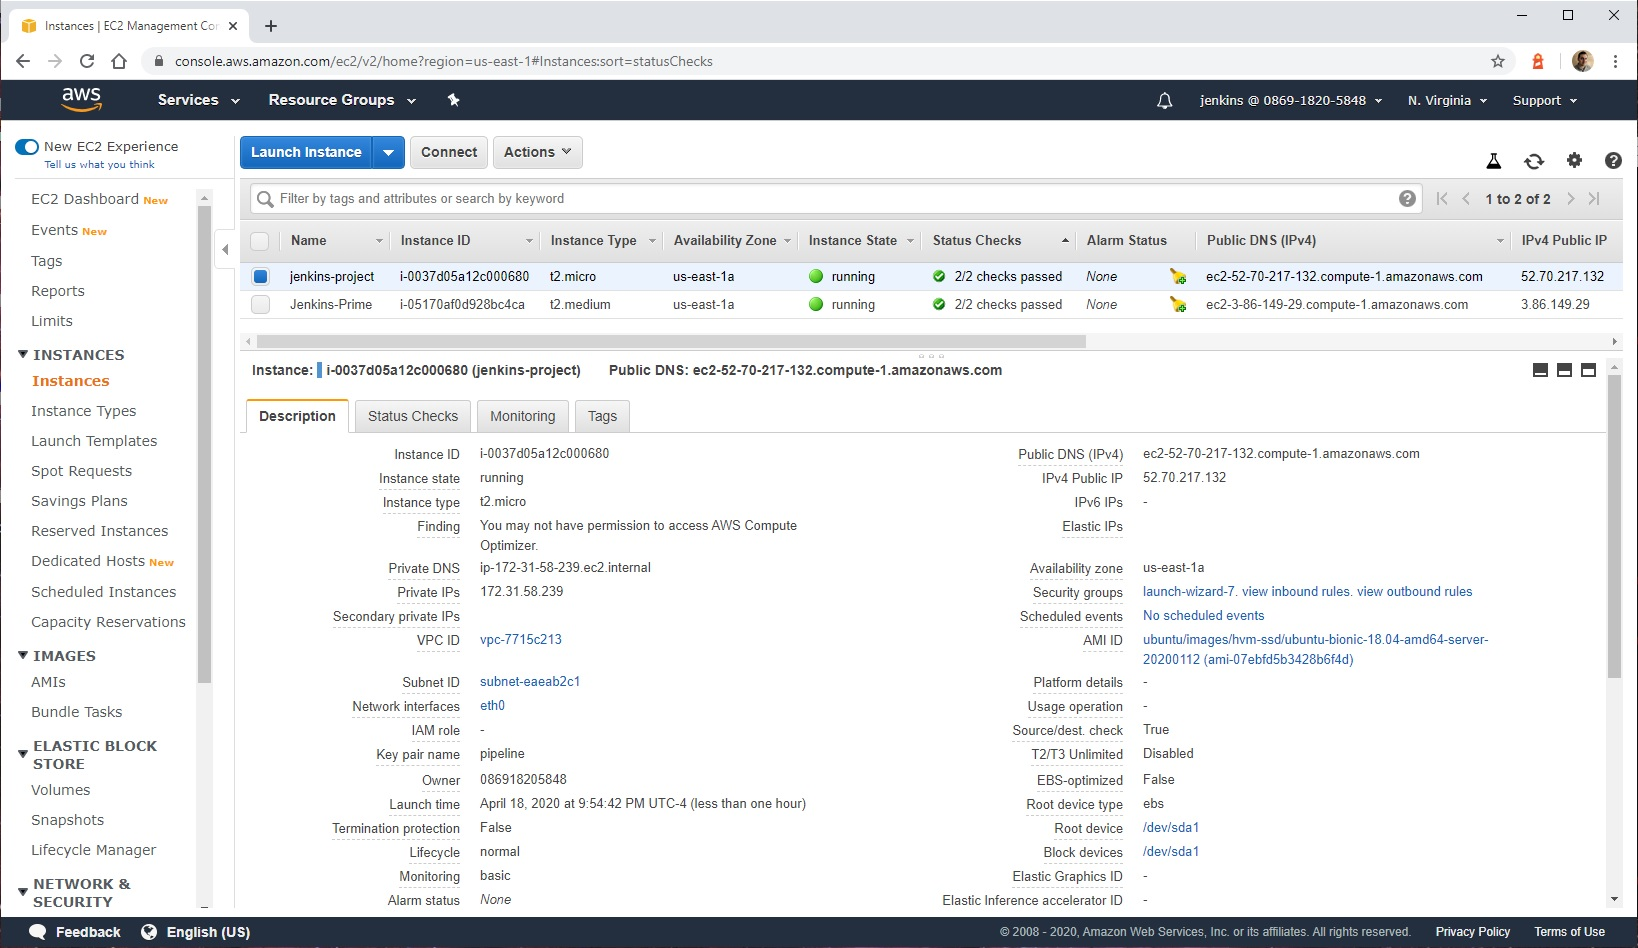 Instances | EC2 Management Con
console.aws.amazon.com/ec2/v2/home?region=us-east-1#Instances:sort=statusChecks
aws Services Resource Groups jenkins @ 0869-1820-5848 N. Virginia Support
New EC2 Experience
Tell us what you think
Launch Instance Connect Actions
EC2 Dashboard New
Events New
Tags
Reports
Limits
INSTANCES
Instances
Instance Types
Launch Templates
Spot Requests
Savings Plans
Reserved Instances
Dedicated Hosts New
Scheduled Instances
Capacity Reservations
IMAGES
AMIs
Bundle Tasks
ELASTIC BLOCK
STORE
Volumes
Snapshots
Lifecycle Manager
NETWORK &
SECURITY
Filter by tags and attributes or search by keyword 1 to 2 of 2
Name Instance ID Instance Type Availability Zone Instance State Status Checks Alarm Status Public DNS (IPv4) IPv4 Public IP
jenkins-project i-0037d05a12c000680 t2.micro us-east-1a running 2/2 checks passed None ec2-52-70-217-132.compute-1.amazonaws.com 52.70.217.132
Jenkins-Prime i-05170af0d928bc4ca t2.medium us-east-1a running 2/2 checks passed None ec2-3-86-149-29.compute-1.amazonaws.com 3.86.149.29
Instance: i-0037d05a12c000680 (jenkins-project) Public DNS: ec2-52-70-217-132.compute-1.amazonaws.com
Description Status Checks Monitoring Tags
Instance ID i-0037d05a12c000680
Instance state running
Instance type t2.micro
Finding You may not have permission to access AWS Compute
Optimizer.
Private DNS ip-172-31-58-239.ec2.internal
Private IPs 172.31.58.239
Secondary private IPs
VPC ID vpc-7715c213
Subnet ID subnet-eaeab2c1
Network interfaces eth0
IAM role -
Key pair name pipeline
Owner 086918205848
Launch time April 18, 2020 at 9:54:42 PM UTC-4 (less than one hour)
Termination protection False
Lifecycle normal
Monitoring basic
Alarm status None
Public DNS (IPv4) ec2-52-70-217-132.compute-1.amazonaws.com
IPv4 Public IP 52.70.217.132
IPv6 IPs -
Elastic IPs
Availability zone us-east-1a
Security groups launch-wizard-7. view inbound rules. view outbound rules
Scheduled events No scheduled events
AMI ID ubuntu/images/hvm-ssd/ubuntu-bionic-18.04-amd64-server-
20200112 (ami-07ebfd5b3428b6f4d)
Platform details -
Usage operation -
Source/dest. check True
T2/T3 Unlimited Disabled
EBS-optimized False
Root device type ebs
Root device /dev/sda1
Block devices /dev/sda1
Elastic Graphics ID -
Elastic Inference accelerator ID -
Feedback English (US) © 2008 - 2020, Amazon Web Services, Inc. or its affiliates. All rights reserved. Privacy Policy Terms of Use